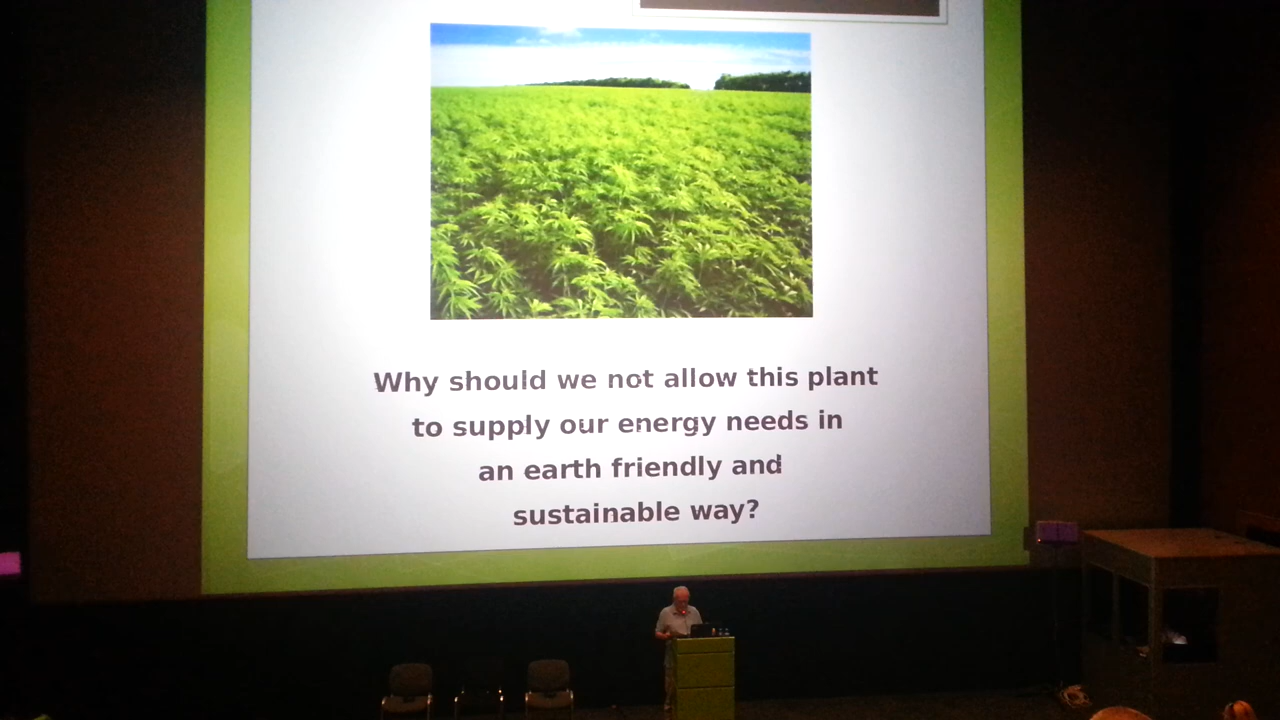 Why should we not allow this plant
to supply our energy needs in
an earth friendly and
sustainable way?